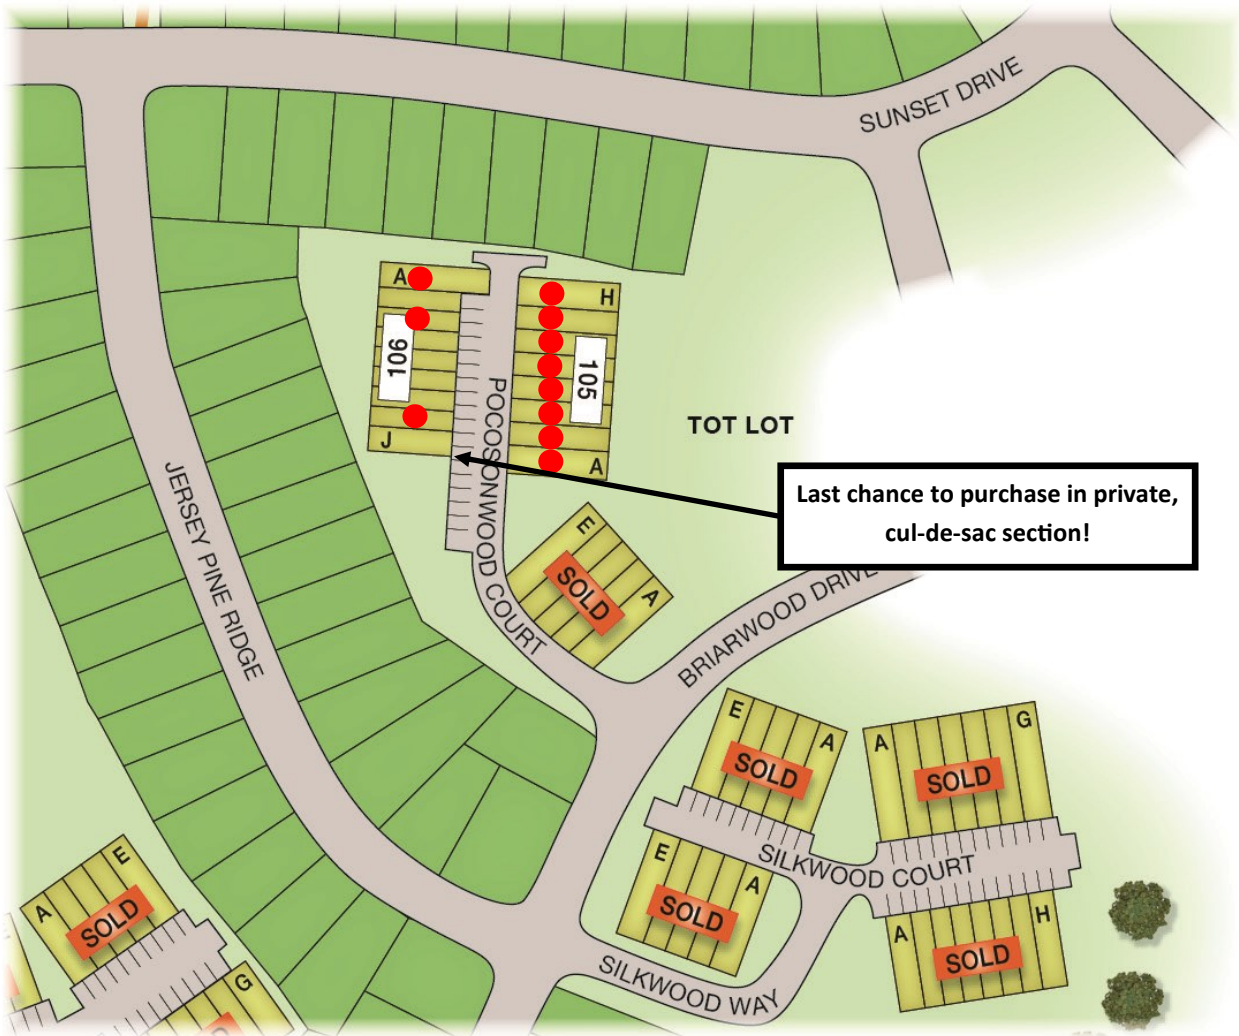 SUNSET DRIVE
A
H
106
105
POCOSONWOOD COURT
TOT LOT
J
A
Last chance to purchase in private,
cul-de-sac section!
JERSEY PINE RIDGE
E
SOLD
A
BRIARWOOD DRIVE
E
A
SOLD
A
G
SOLD
E
A
SOLD
SILKWOOD COURT
A
E
SOLD
A
H
SOLD
SILKWOOD WAY
G